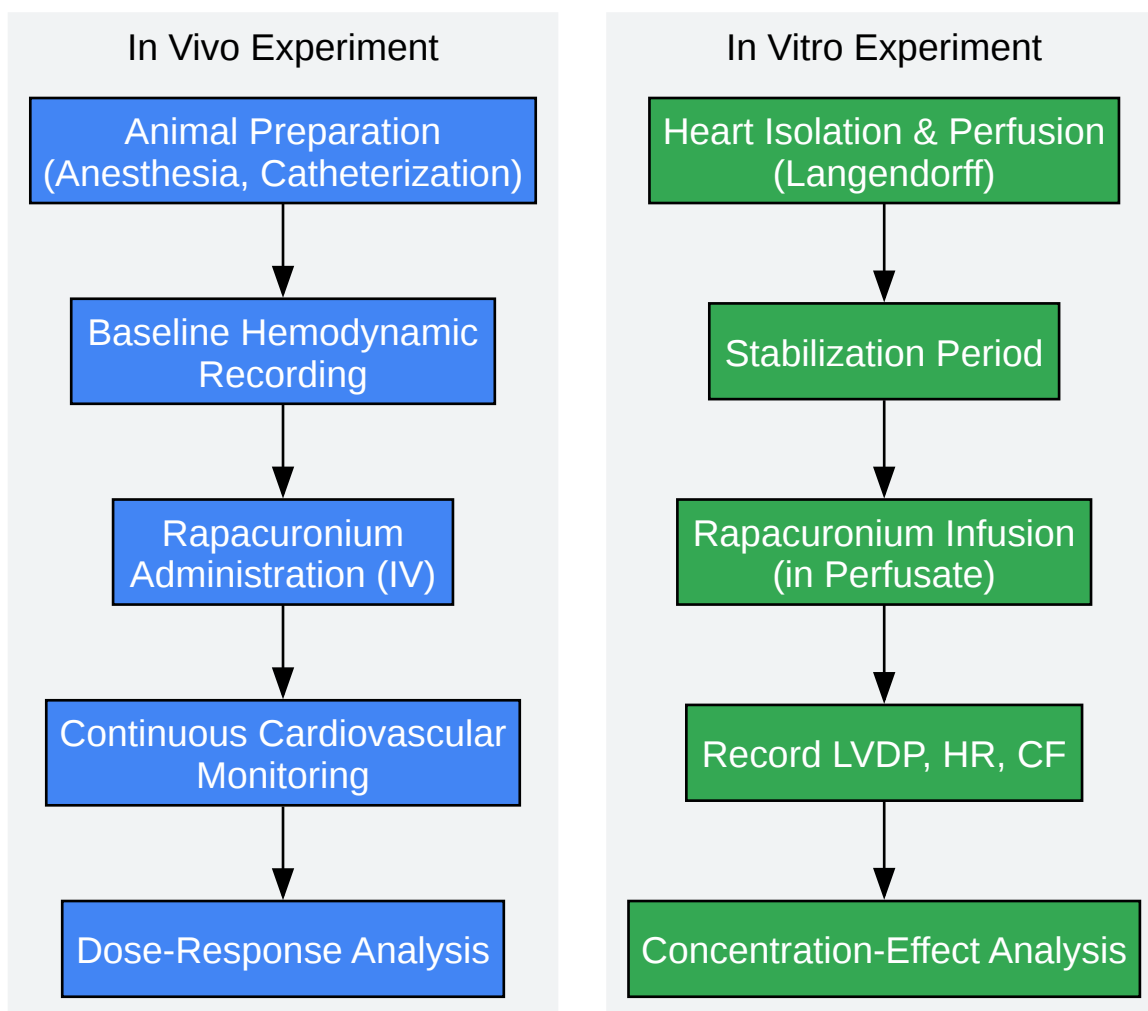 In Vivo Experiment
Animal Preparation
(Anesthesia, Catheterization)
Baseline Hemodynamic
Recording
Rapacuronium
Administration (IV)
Continuous Cardiovascular
Monitoring
Dose-Response Analysis
In Vitro Experiment
Heart Isolation & Perfusion
(Langendorff)
Stabilization Period
Rapacuronium Infusion
(in Perfusate)
Record LVDP, HR, CF
Concentration-Effect Analysis